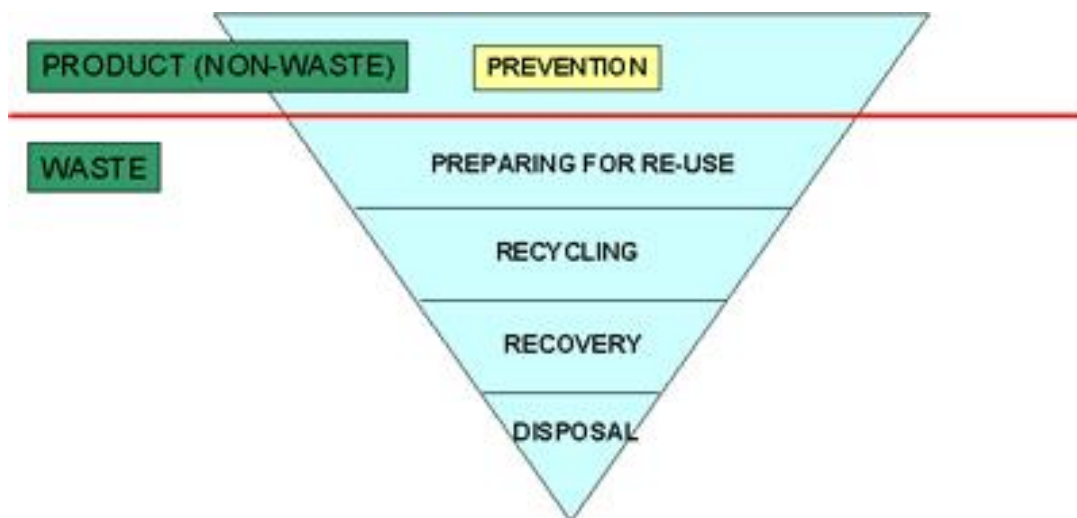 PRODUCT (NON-WASTE)
PREVENTION
WASTE
PREPARING FOR RE-USE
RECYCLING
RECOVERY
DISPOSAL